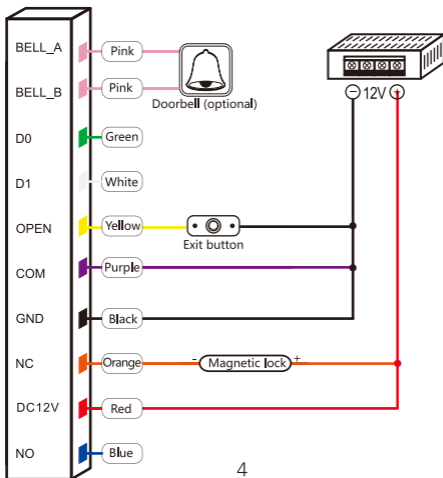 BELL_A Pink
BELL_B Pink
Doorbell (optional)
- 12V +
D0 Green
D1 White
OPEN Yellow
Exit button
COM Purple
GND Black
NC Orange - Magnetic lock +
DC12V Red
NO Blue
4